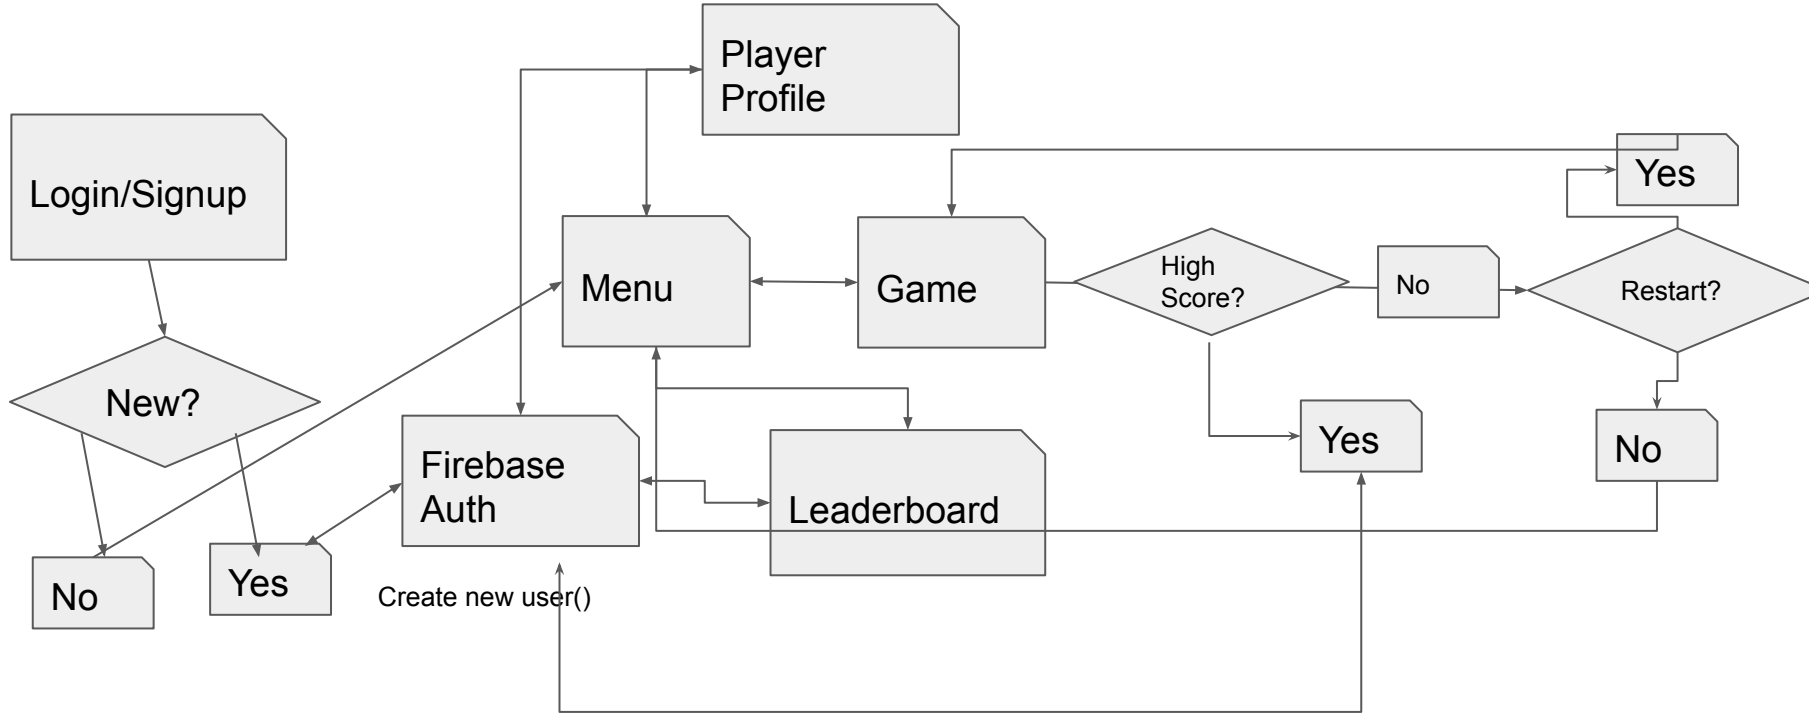 Player
Profile
Login/Signup
Yes
Menu
Game
High
Score?
No
Restart?
New?
Firebase
Auth
Leaderboard
Yes
No
No
Yes
Create new user()